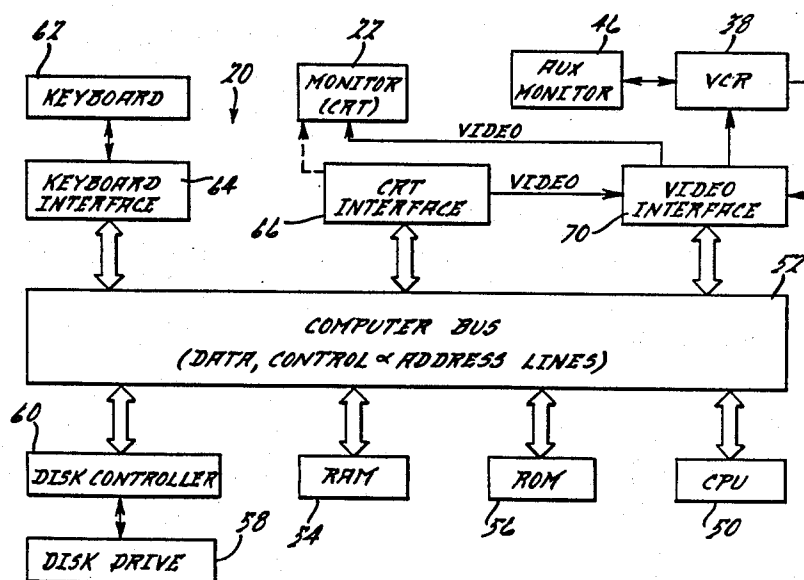 62
20
22
46
38
KEYBOARD
MONITOR
(CRT)
AUX
MONITOR
VCR
VIDEO
KEYBOARD
INTERFACE
64
CRT
INTERFACE
66
VIDEO
VIDEO
INTERFACE
70
52
COMPUTER BUS
(DATA, CONTROL & ADDRESS LINES)
60
DISK CONTROLLER
RAM
54
ROM
56
CPU
50
DISK DRIVE
58